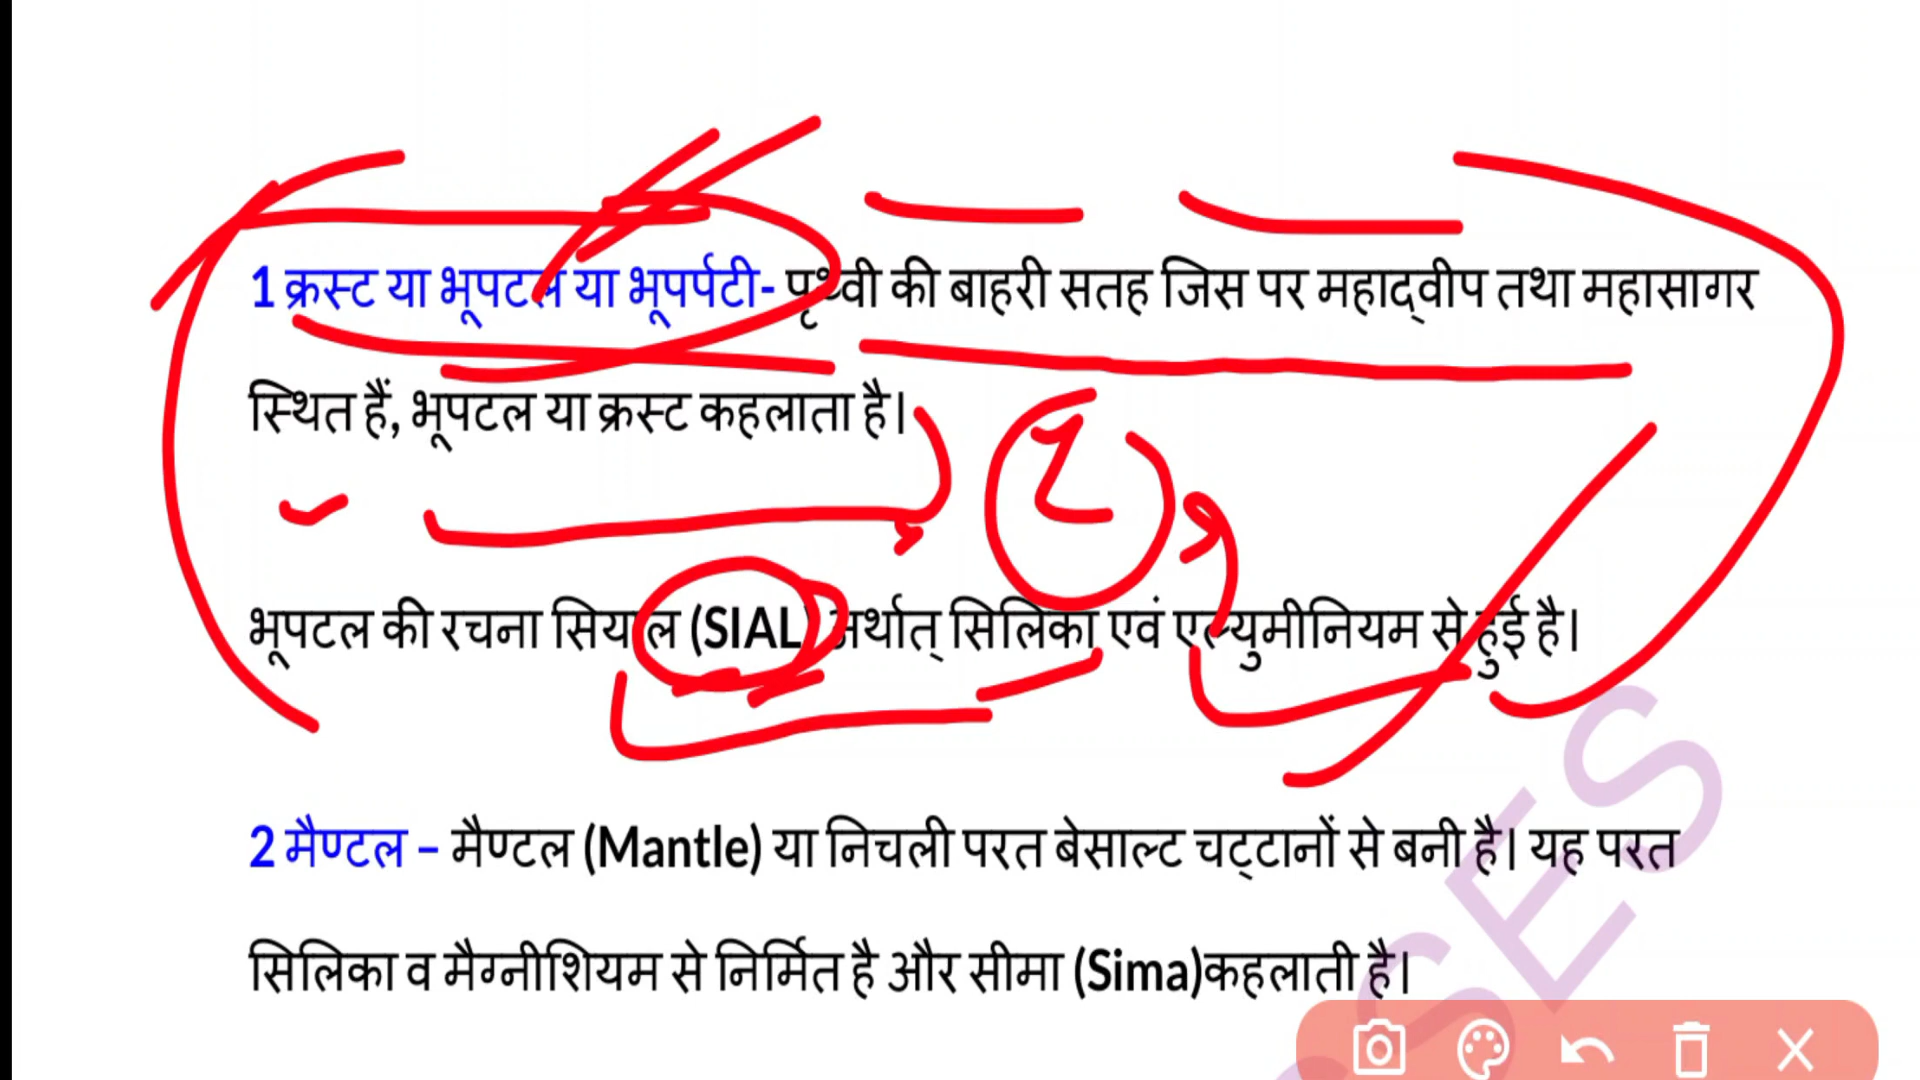 1 क्रस्ट या भूपटल या भूपर्पटी- पृथ्वी की बाहरी सतह जिस पर महाद्वीप तथा महासागर
स्थित हैं, भूपटल या क्रस्ट कहलाता है।
भूपटल की रचना सियाल (SIAL) अर्थात् सिलिका एवं एल्युमीनियम से हुई है।
2 मैण्टल – मैण्टल (Mantle) या निचली परत बेसाल्ट चट्टानों से बनी है। यह परत
सिलिका व मैग्नीशियम से निर्मित है और सीमा (Sima)कहलाती है।
SES